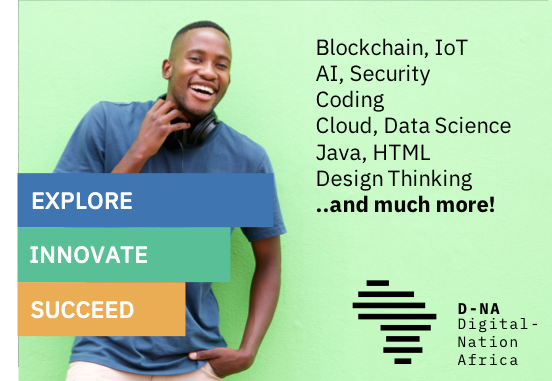 Blockchain, IoT
AI, Security
Coding
Cloud, Data Science
Java, HTML
Design Thinking
..and much more!
EXPLORE
INNOVATE
SUCCEED
D-NA
Digital-
Nation
Africa